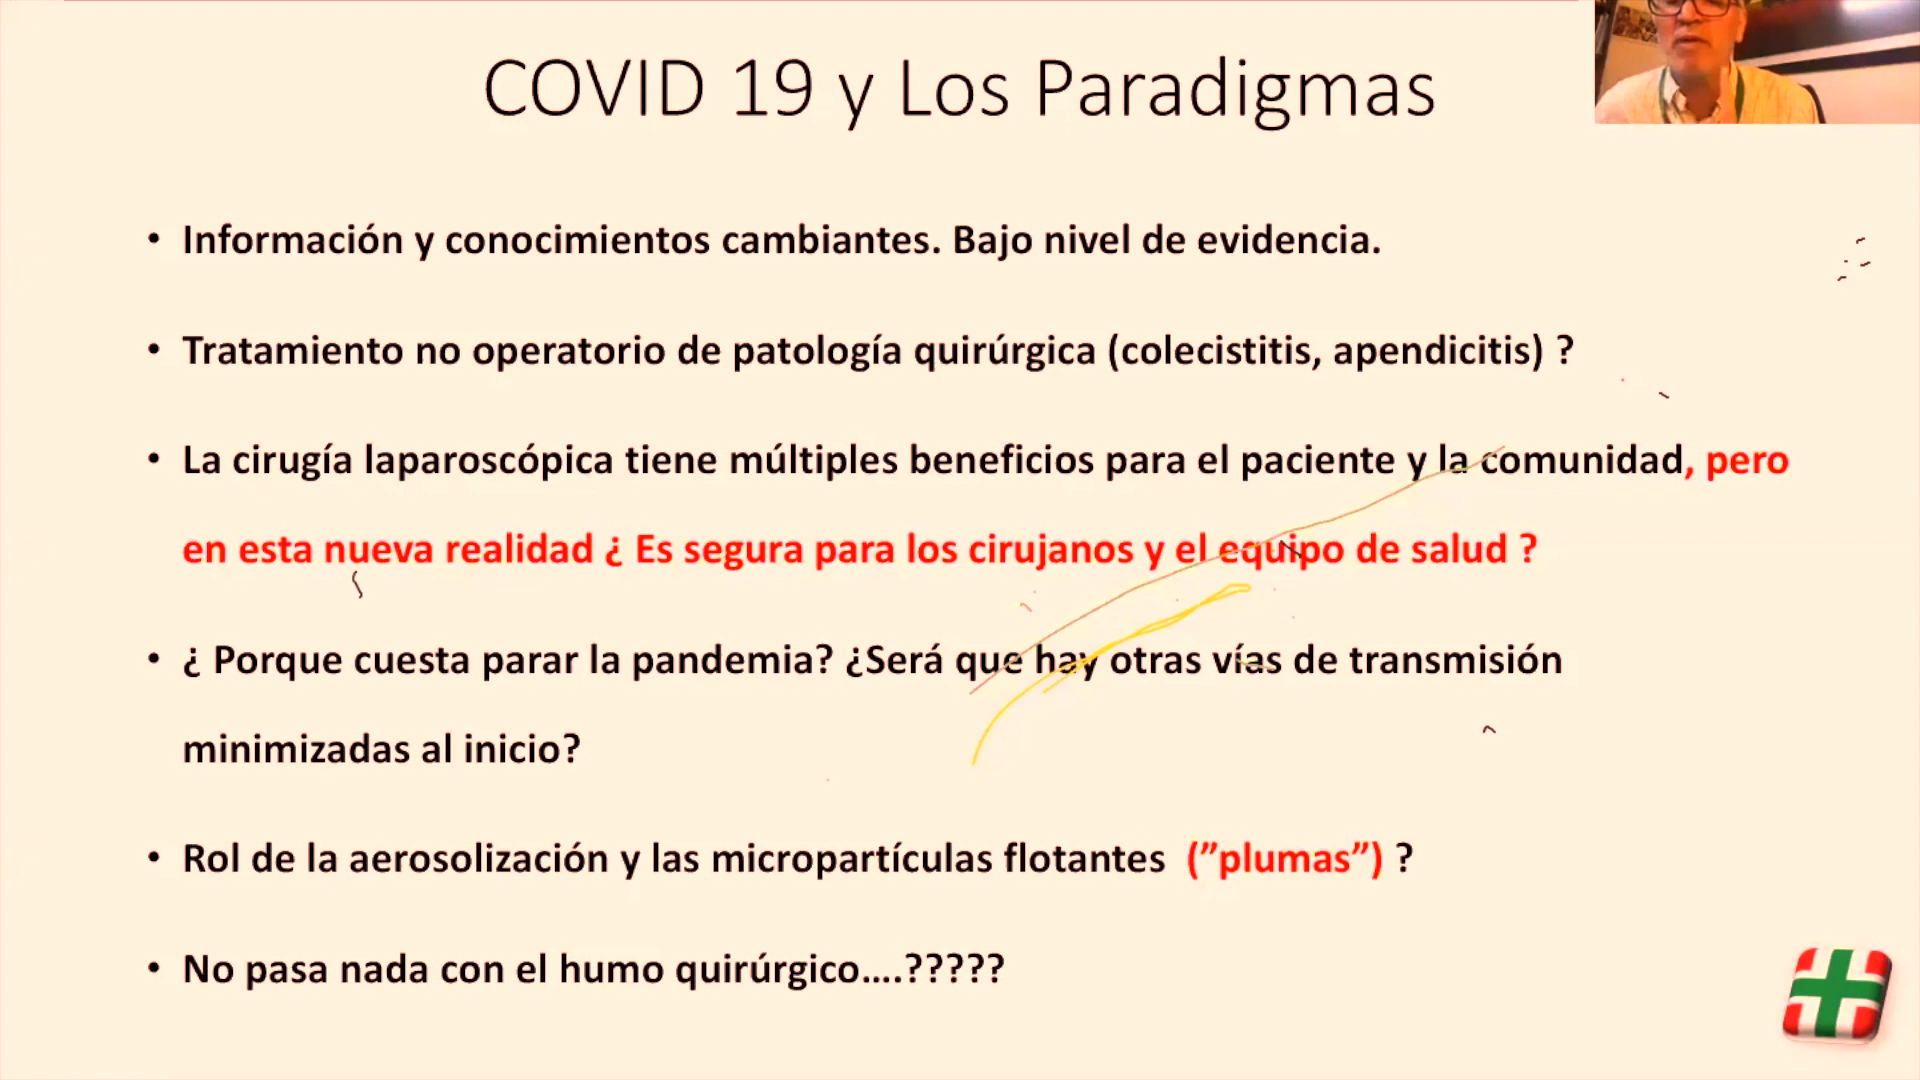 COVID 19 y Los Paradigmas
• Información y conocimientos cambiantes. Bajo nivel de evidencia.
• Tratamiento no operatorio de patología quirúrgica (colecistitis, apendicitis) ?
• La cirugía laparoscópica tiene múltiples beneficios para el paciente y la comunidad, pero
en esta nueva realidad ¿ Es segura para los cirujanos y el equipo de salud ?
• ¿ Porque cuesta parar la pandemia? ¿Será que hay otras vías de transmisión
minimizadas al inicio?
• Rol de la aerosolización y las micropartículas flotantes (”plumas”) ?
• No pasa nada con el humo quirúrgico....?????